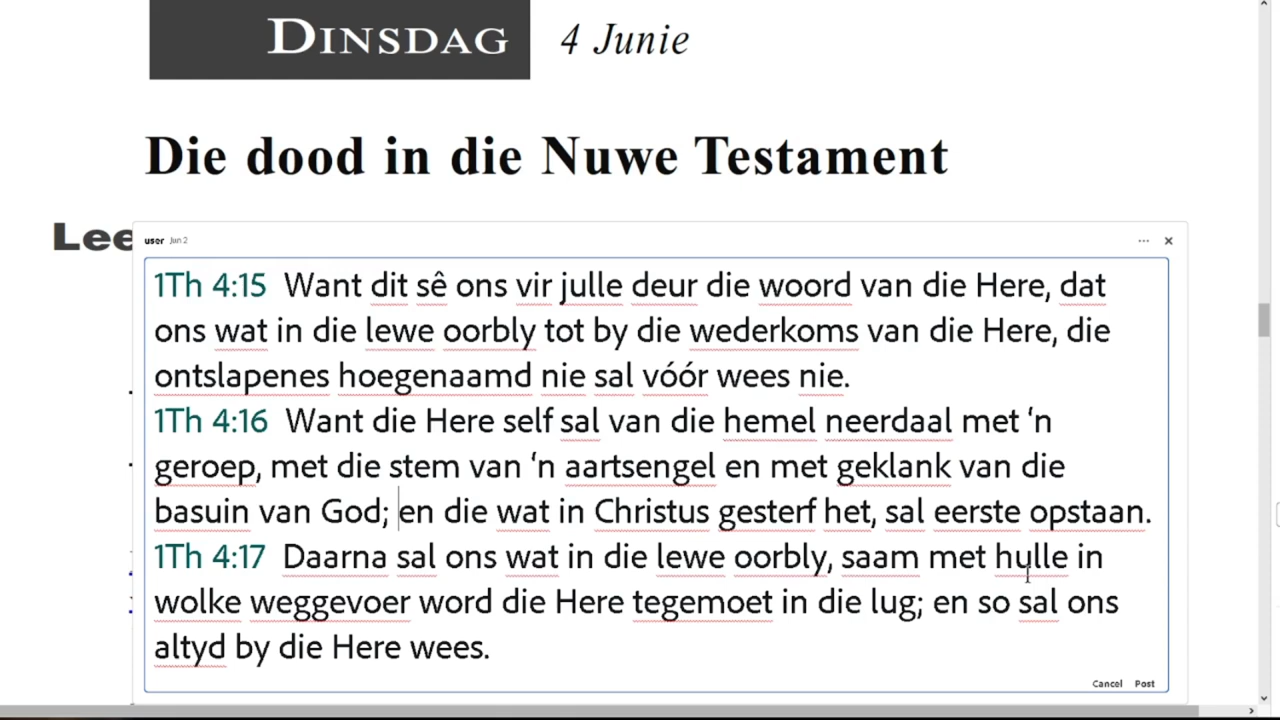 DINSDAG 4 Junie
Die dood in die Nuwe Testament
Lee
user Jun 2
1Th 4:15 Want dit sê ons vir julle deur die woord van die Here, dat
ons wat in die lewe oorbly tot by die wederkoms van die Here, die
ontslapenes hoegenaamd nie sal vóór wees nie.
1Th 4:16 Want die Here self sal van die hemel neerdaal met ‘n
geroep, met die stem van ‘n aartsengel en met geklank van die
basuin van God; en die wat in Christus gesterf het, sal eerste opstaan.
1Th 4:17 Daarna sal ons wat in die lewe oorbly, saam met hulle in
wolke weggevoer word die Here tegemoet in die lug; en so sal ons
altyd by die Here wees.
Cancel Post